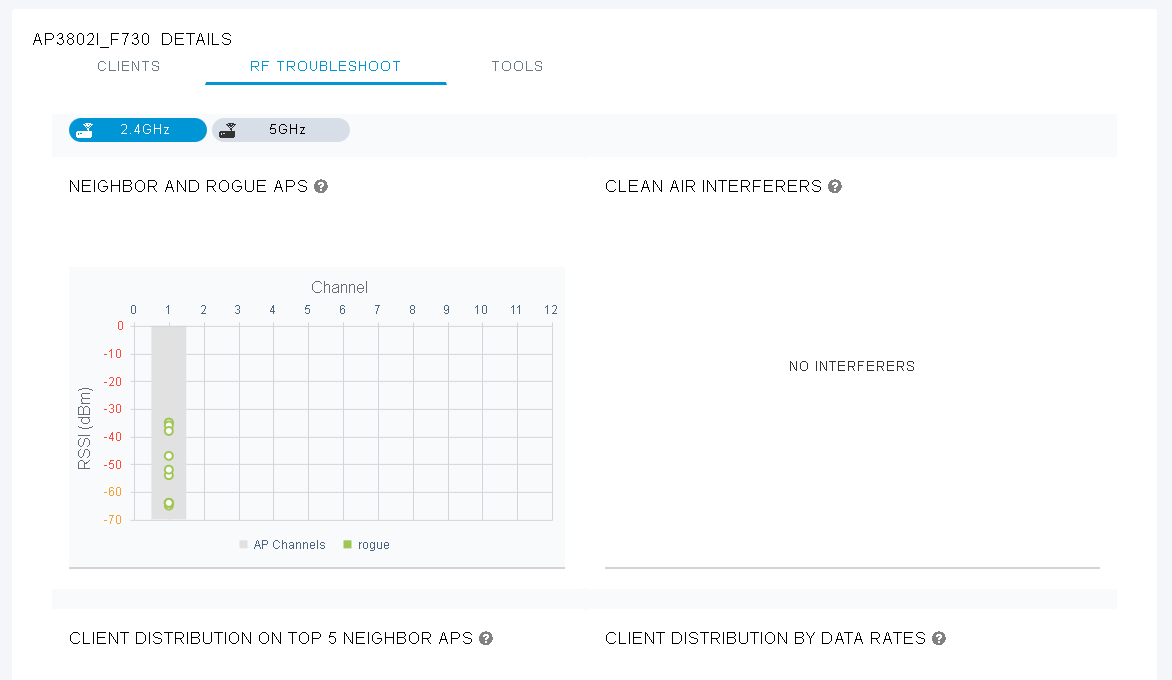 AP3802I_F730 DETAILS
CLIENTS RF TROUBLESHOOT TOOLS
2.4GHz 5GHz
NEIGHBOR AND ROGUE APS ?
CLEAN AIR INTERFERERS ?
Channel
0 1 2 3 4 5 6 7 8 9 10 11 12
0
-10
-20
-30
-40
-50
-60
-70
RSSI (dBm)
AP Channels rogue
NO INTERFERERS
CLIENT DISTRIBUTION ON TOP 5 NEIGHBOR APS ?
CLIENT DISTRIBUTION BY DATA RATES ?